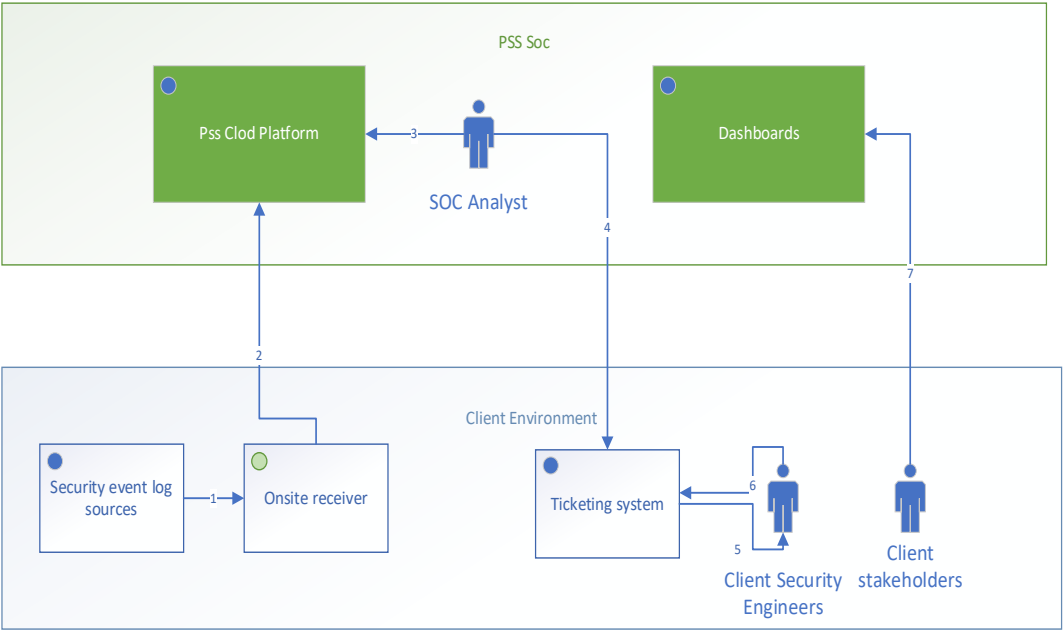 PSS Soc
Pss Clod Platform
3
SOC Analyst
Dashboards
4
7
2
Client Environment
Security event log
sources
1
Onsite receiver
Ticketing system
6
5
Client Security
Engineers
Client
stakeholders